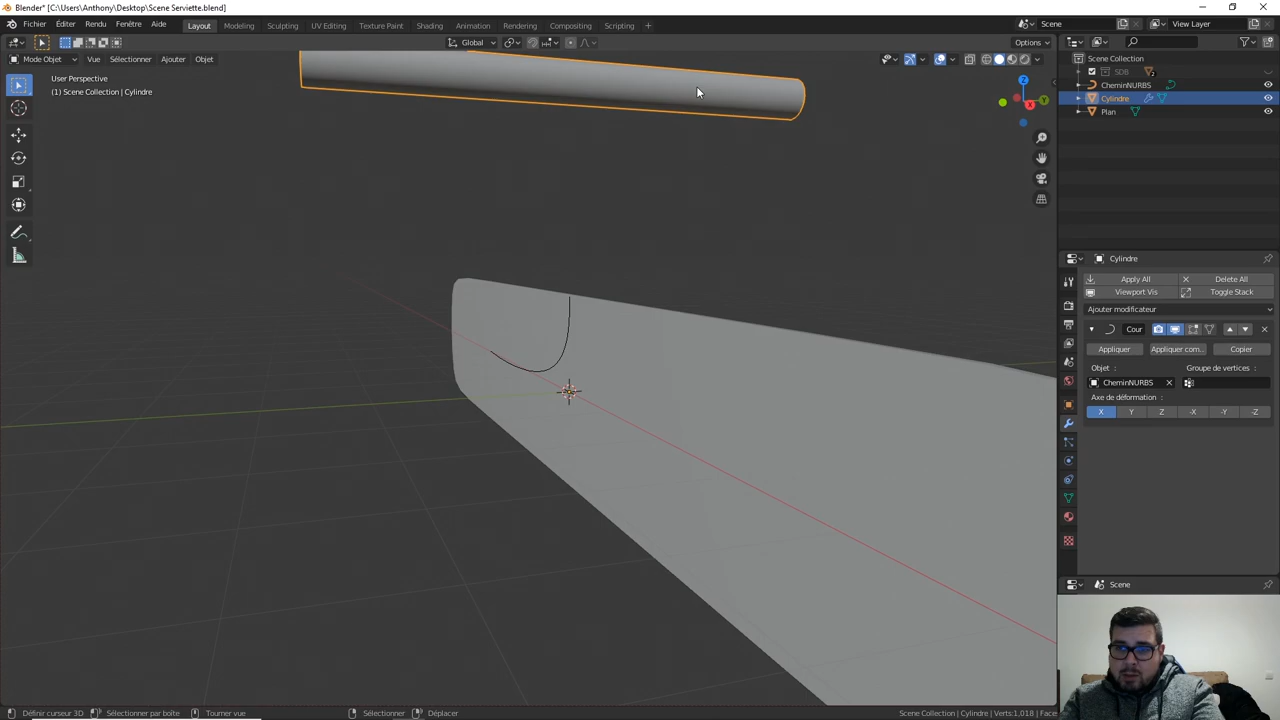 Blender* [C:\Users\Anthony\Desktop\Scene Serviette.blend]
Fichier Éditer Rendu Fenêtre Aide Layout Modeling Sculpting UV Editing Texture Paint Shading Animation Rendering Compositing Scripting + Scene View Layer
Global Options
Mode Objet Vue Sélectionner Ajouter Objet
User Perspective
(1) Scene Collection | Cylindre
Z
Y
X
Scene Collection
SDB 2
CheminNURBS
Cylindre
Plan
Cylindre
Apply All Delete All
Viewport Vis Toggle Stack
Ajouter modificateur
Cour
Appliquer Appliquer com.. Copier
Objet : Groupe de vertices :
CheminNURBS
Axe de déformation :
X Y Z -X -Y -Z
Scene
Définir curseur 3D Sélectionner par boîte Tourner vue Sélectionner Déplacer Scene Collection | Cylindre | Verts:1,018 | Face